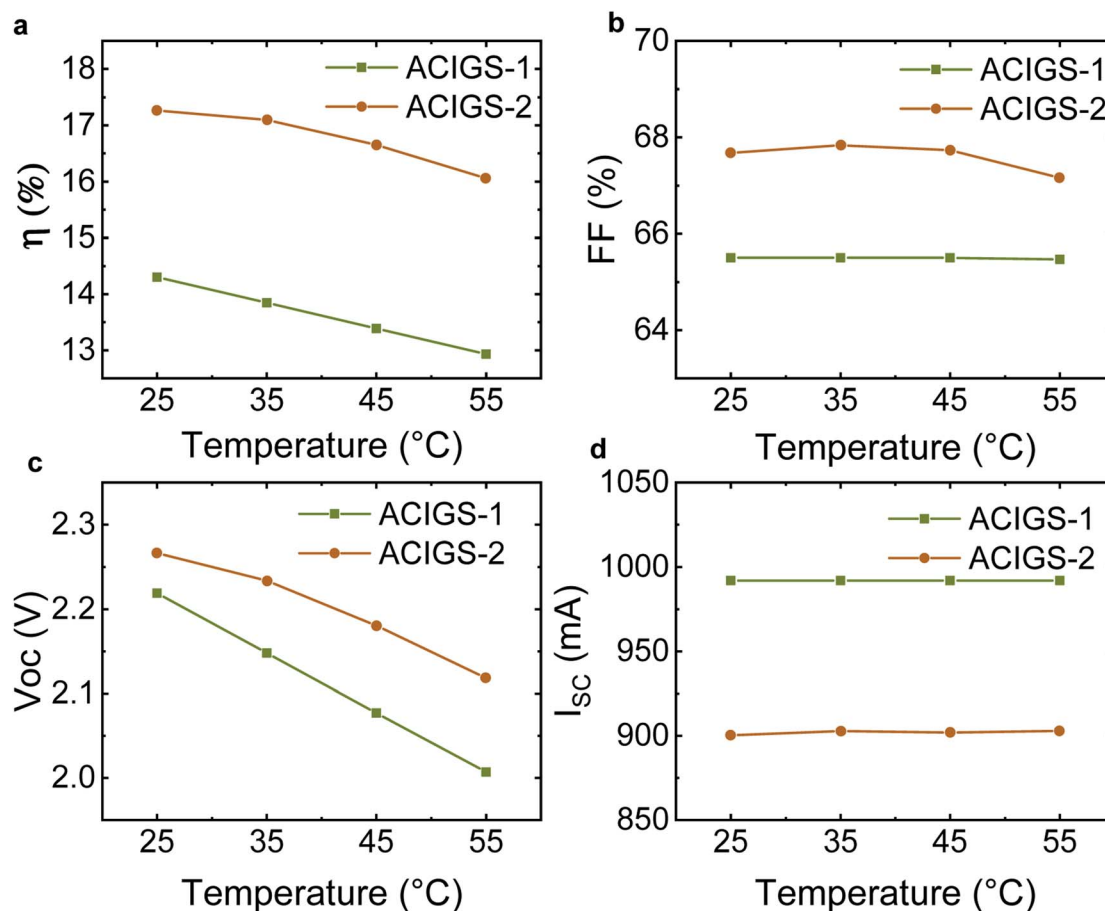 a
18
17
16
15
14
13
η (%)
ACIGS-1
ACIGS-2
25 35 45 55
Temperature (°C)
b
70
68
66
64
FF (%)
ACIGS-1
ACIGS-2
25 35 45 55
Temperature (°C)
c
2.3
2.2
2.1
2.0
Voc (V)
ACIGS-1
ACIGS-2
25 35 45 55
Temperature (°C)
d
1050
1000
950
900
850
ISC (mA)
ACIGS-1
ACIGS-2
25 35 45 55
Temperature (°C)